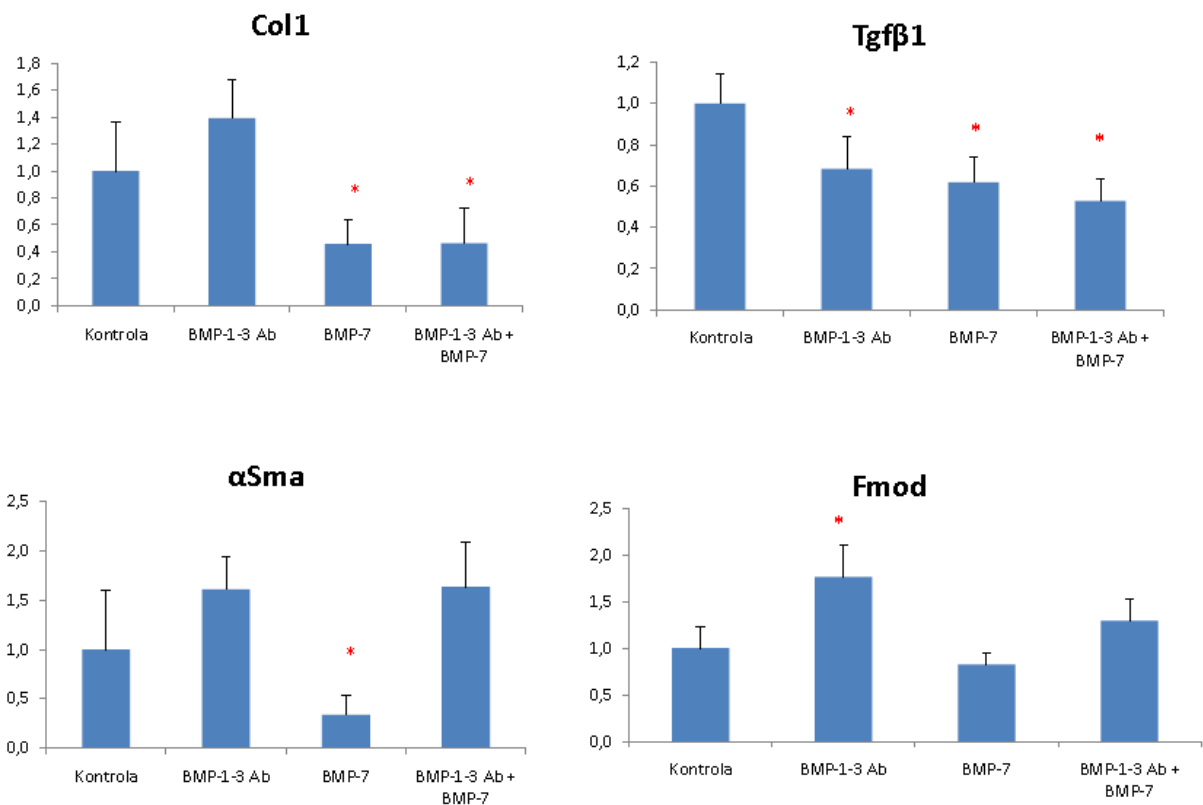 Col1
1,8
1,6
1,4
1,2
1,0
0,8
0,6
0,4
0,2
0,0
Kontrola BMP-1-3 Ab BMP-7 BMP-1-3 Ab +
BMP-7
* *
Tgfβ1
1,2
1,0
0,8
0,6
0,4
0,2
0,0
Kontrola BMP-1-3 Ab BMP-7 BMP-1-3 Ab +
BMP-7
* * *
αSma
2,5
2,0
1,5
1,0
0,5
0,0
Kontrola BMP-1-3 Ab BMP-7 BMP-1-3 Ab +
BMP-7
*
Fmod
2,5
2,0
1,5
1,0
0,5
0,0
Kontrola BMP-1-3 Ab BMP-7 BMP-1-3 Ab +
BMP-7
*